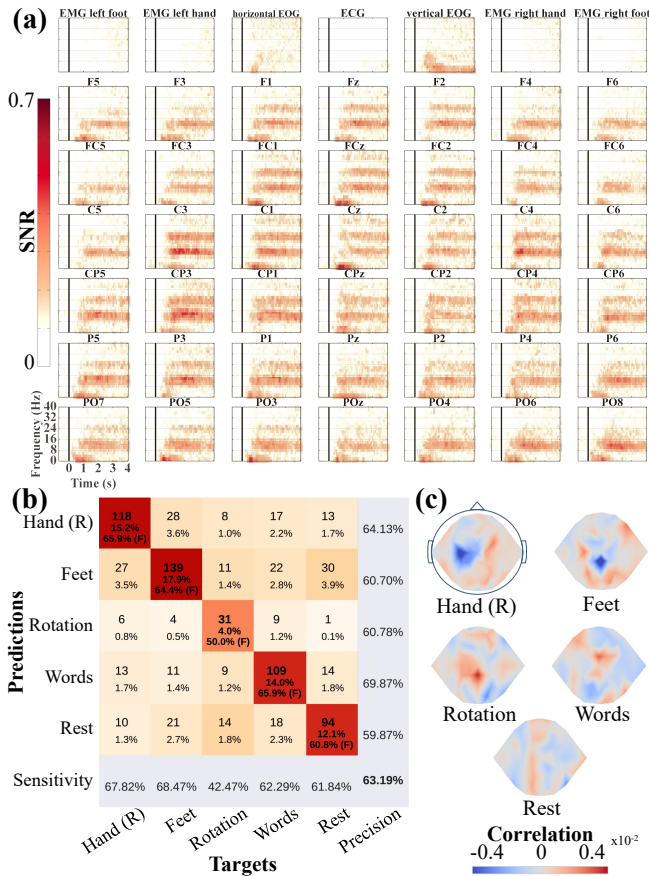 (a)
EMG left foot EMG left hand horizontal EOG ECG vertical EOG EMG right hand EMG right foot
F5 F3 F1 Fz F2 F4 F6
0.7
FC5 FC3 FC1 FCz FC2 FC4 FC6
C5 C3 C1 Cz C2 C4 C6
SNR
CP5 CP3 CP1 CPz CP2 CP4 CP6
P5 P3 P1 Pz P2 P4 P6
0
PO7 PO5 PO3 POz PO4 PO6 PO8
Frequency (Hz)
40
32
24
16
8
0
0 1 2 3 4
Time (s)
(b)
Predictions
Hand (R) 118 28 8 17 13 64.13%
15.2% 3.6% 1.0% 2.2% 1.7%
65.9% (F)
Feet 27 139 11 22 30 60.70%
3.5% 17.9% 1.4% 2.8% 3.9%
64.4% (F)
Rotation 6 4 31 9 1 60.78%
0.8% 0.5% 4.0% 1.2% 0.1%
50.0% (F)
Words 13 11 9 109 14 69.87%
1.7% 1.4% 1.2% 14.0% 1.8%
65.9% (F)
Rest 10 21 14 18 94 59.87%
1.3% 2.7% 1.8% 2.3% 12.1%
60.8% (F)
Sensitivity 67.82% 68.47% 42.47% 62.29% 61.84% 63.19%
Hand (R) Feet Rotation Words Rest Precision
Targets
(c)
Hand (R) Feet
Rotation Words
Rest
Correlation x10-2
-0.4 0 0.4